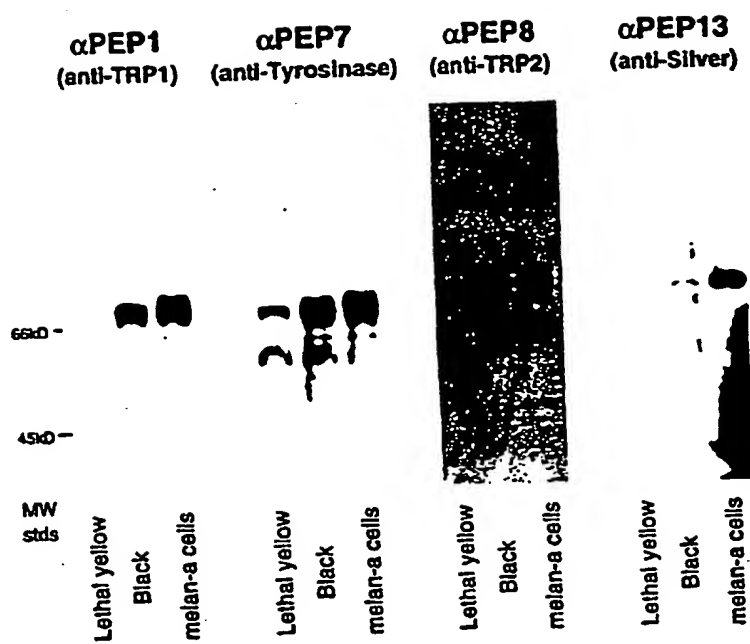 αPEP1
(anti-TRP1)
αPEP7
(anti-Tyrosinase)
αPEP8
(anti-TRP2)
αPEP13
(anti-Silver)
66kD
45kD
MW
stds
Lethal yellow
Black
melan-a cells
Lethal yellow
Black
melan-a cells
Lethal yellow
Black
melan-a cells
Lethal yellow
Black
melan-a cells